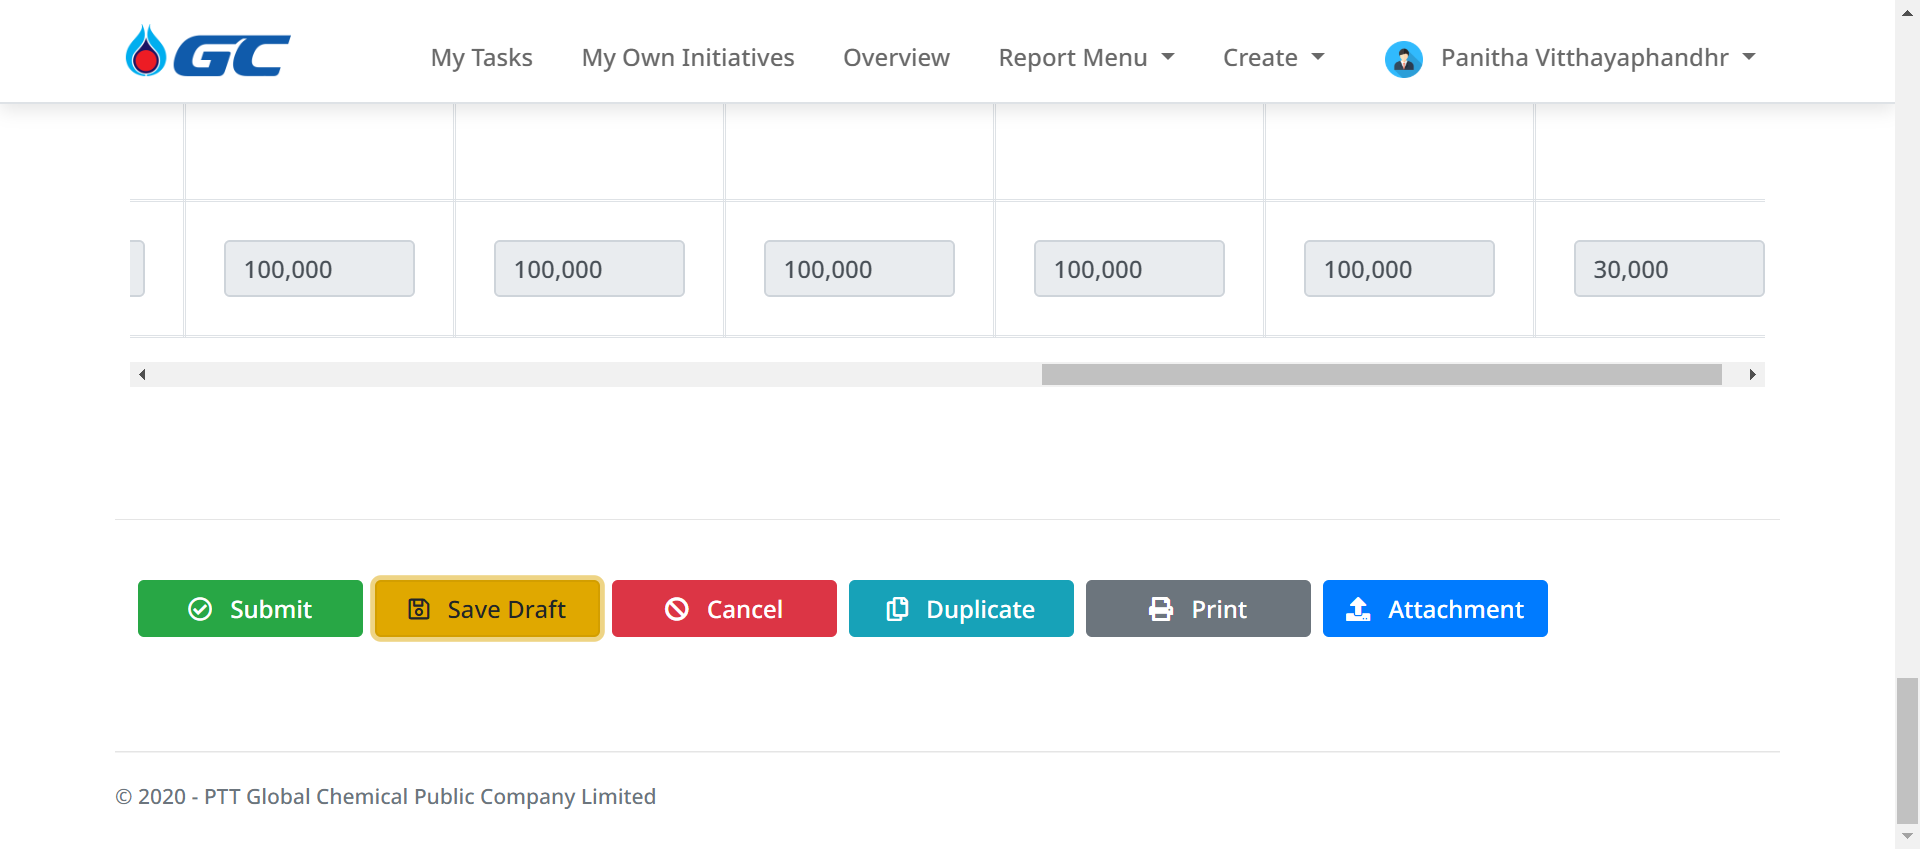 GC
My Tasks My Own Initiatives Overview Report Menu Create Panitha Vitthayaphandhr
100,000 100,000 100,000 100,000 100,000 30,000
Submit Save Draft Cancel Duplicate Print Attachment
© 2020 - PTT Global Chemical Public Company Limited